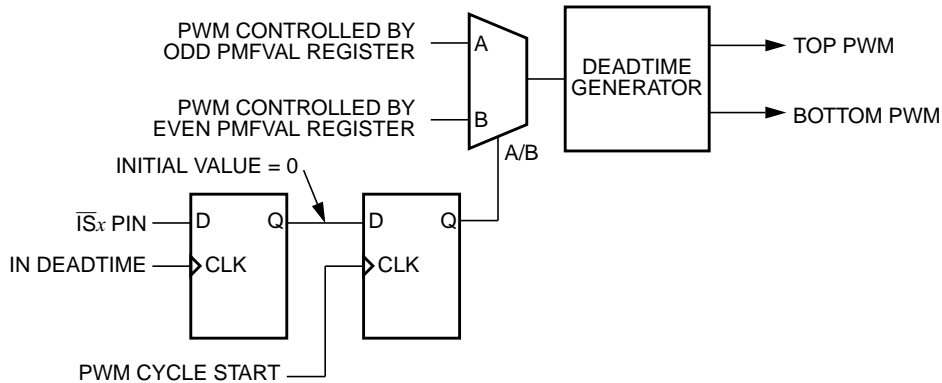 PWM CONTROLLED BY
ODD PMFVAL REGISTER
A
DEADTIME
GENERATOR
TOP PWM
PWM CONTROLLED BY
EVEN PMFVAL REGISTER
B
BOTTOM PWM
A/B
INITIAL VALUE = 0
I̅S̅x PIN
D
Q
D
Q
IN DEADTIME
CLK
CLK
PWM CYCLE START